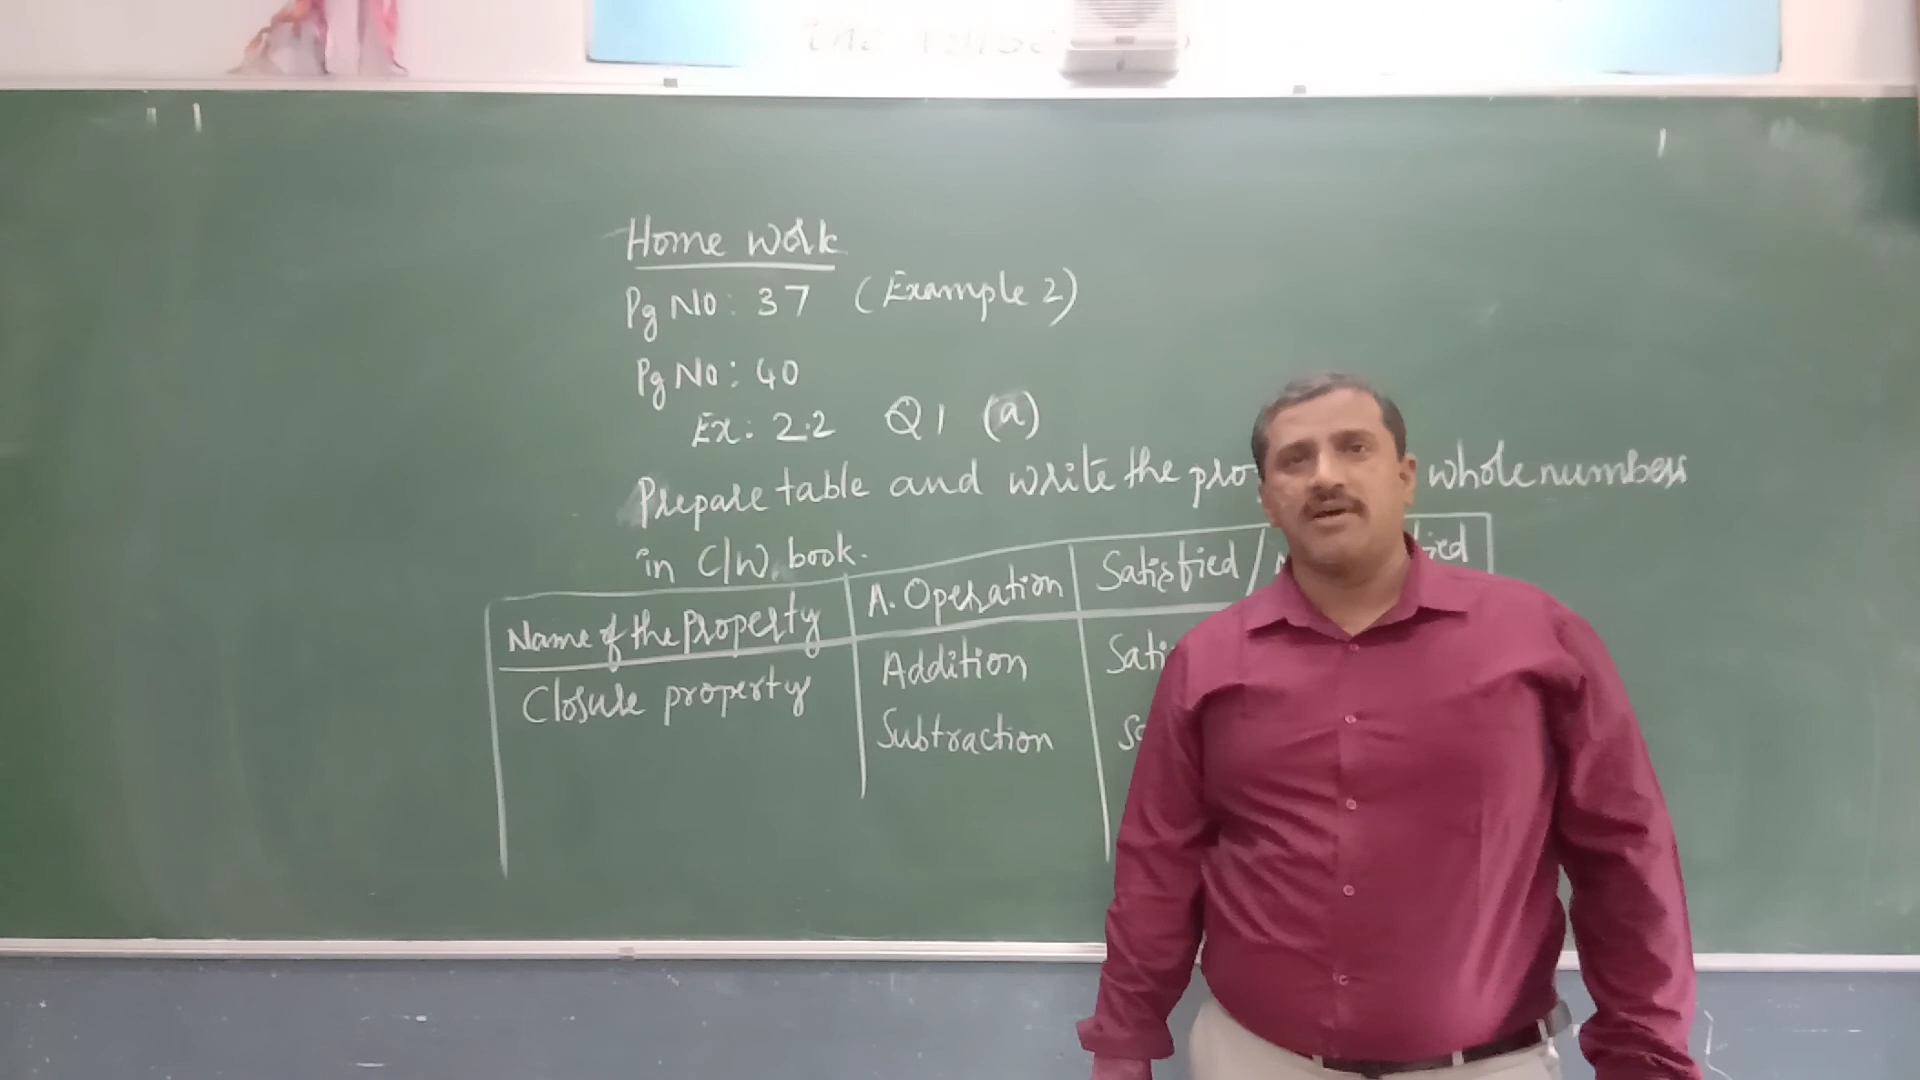 Home work
Pg No: 37 (Example 2)
Pg No: 40
Ex: 2.2 Q1 (a)
Prepare table and write the whole numbers
in C/W book.
Name of the Property A. Operation Satisfied /
Closure property Addition
Subtraction